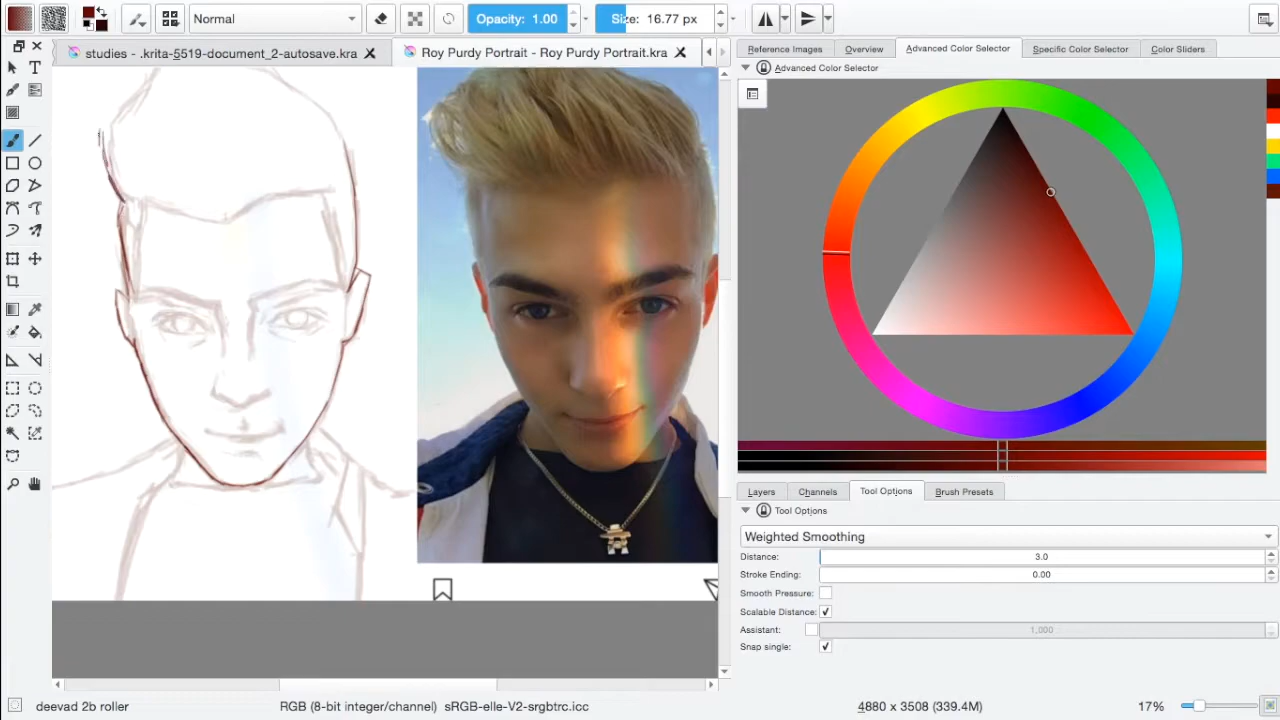 Normal
Opacity: 1.00
Size: 16.77 px
studies - .krita-5519-document_2-autosave.kra
Roy Purdy Portrait - Roy Purdy Portrait.kra
Reference Images
Overview
Advanced Color Selector
Specific Color Selector
Color Sliders
Advanced Color Selector
Layers
Channels
Tool Options
Brush Presets
Tool Options
Weighted Smoothing
Distance:
3.0
Stroke Ending:
0.00
Smooth Pressure:
Scalable Distance:
Assistant:
1,000
Snap single:
deevad 2b roller
RGB (8-bit integer/channel) sRGB-elle-V2-srgbtrc.icc
4880 x 3508 (339.4M)
17%